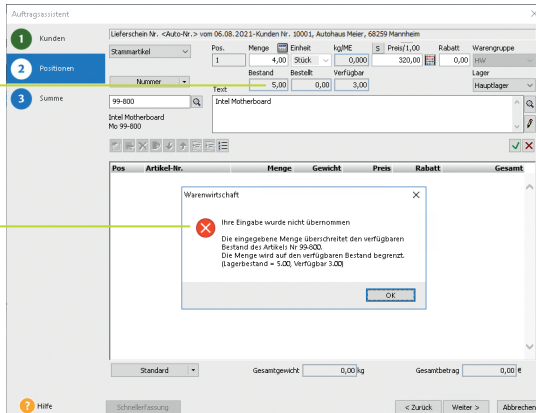 Auftragsassistent
1 Kunden
2 Positionen
3 Summe
Lieferschein Nr. <Auto-Nr.> vom 06.08.2021-Kunden Nr. 10001, Autohaus Meier, 68259 Mannheim
Stammartikel
Pos. Menge Einheit kg/ME S Preis/1,00 Rabatt Warengruppe
1 4,00 Stück 0,000 320,00 0,00 HW
Bestand Bestellt Verfügbar Lager
Nummer
5,00 0,00 3,00 Hauptlager
Text
99-800 Intel Motherboard
Intel Motherboard
Mo 99-800
Pos Artikel-Nr. Menge Gewicht Preis Rabatt Gesamt
Warenwirtschaft
Ihre Eingabe wurde nicht übernommen
Die eingegebene Menge überschreitet den verfügbaren
Bestand des Artikels Nr 99-800.
Die Menge wird auf den verfügbaren Bestand begrenzt.
(Lagerbestand = 5.00, Verfügbar 3.00)
OK
Standard Gesamtgewicht 0,00 kg Gesamtbetrag 0,00 €
? Hilfe Schnellerfassung < Zurück Weiter > Abbrechen